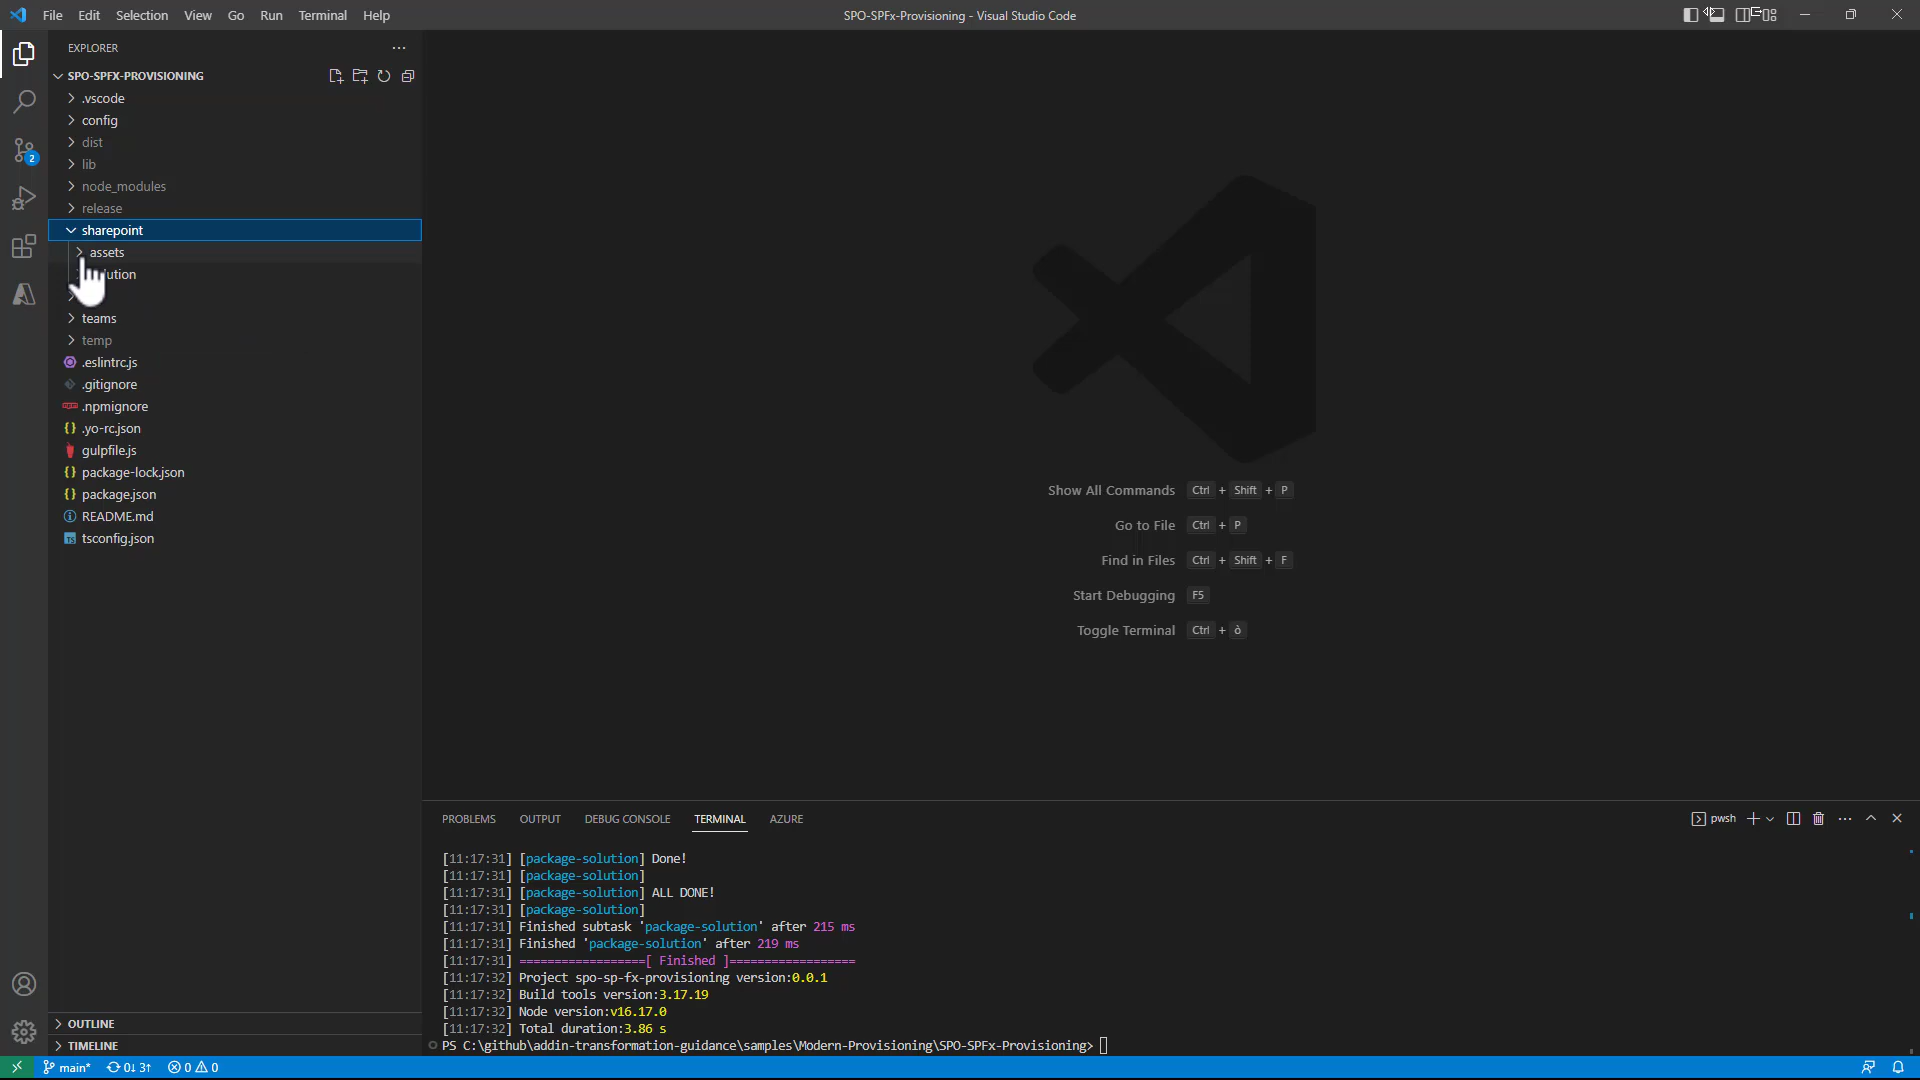 File Edit Selection View Go Run Terminal Help
SPO-SPFx-Provisioning - Visual Studio Code
EXPLORER
SPO-SPFX-PROVISIONING
.vscode
config
dist
lib
node_modules
release
sharepoint
assets
ution
teams
temp
.eslintrc.js
.gitignore
.npmignore
.yo-rc.json
gulpfile.js
package-lock.json
package.json
README.md
tsconfig.json
OUTLINE
TIMELINE
Show All Commands Ctrl + Shift + P
Go to File Ctrl + P
Find in Files Ctrl + Shift + F
Start Debugging F5
Toggle Terminal Ctrl + ò
PROBLEMS OUTPUT DEBUG CONSOLE TERMINAL AZURE
pwsh
[11:17:31] [package-solution] Done!
[11:17:31] [package-solution]
[11:17:31] [package-solution] ALL DONE!
[11:17:31] [package-solution]
[11:17:31] Finished subtask 'package-solution' after 215 ms
[11:17:31] Finished 'package-solution' after 219 ms
[11:17:31] ==================[ Finished ]==================
[11:17:32] Project spo-sp-fx-provisioning version:0.0.1
[11:17:32] Build tools version:3.17.19
[11:17:32] Node version:v16.17.0
[11:17:32] Total duration:3.86 s
PS C:\github\addin-transformation-guidance\samples\Modern-Provisioning\SPO-SPFx-Provisioning>
main* 0↓ 3↑ 0 0
2